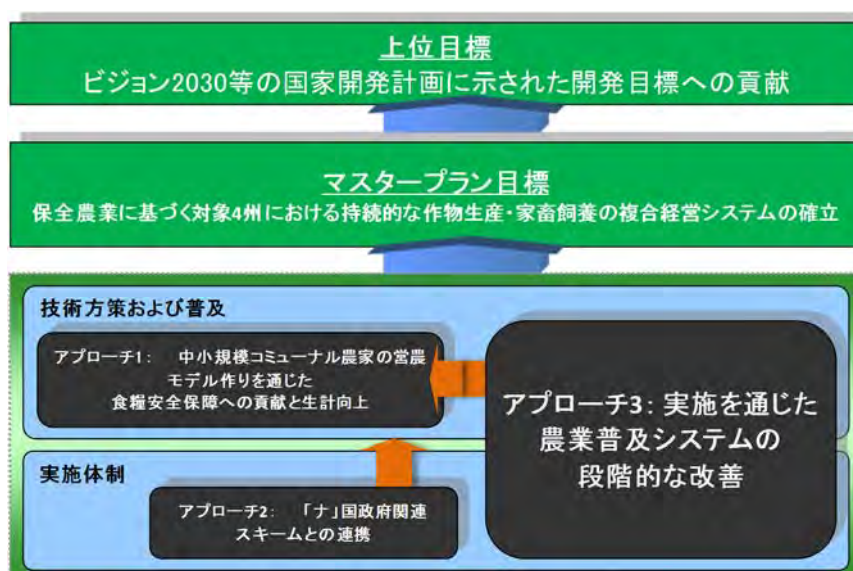 上位目標
ビジョン2030等の国家開発計画に示された開発目標への貢献
マスタープラン目標
保全農業に基づく対象4州における持続的な作物生産・家畜飼養の複合経営システムの確立
技術方策および普及
アプローチ1： 中小規模コミューナル農家の営農
モデル作りを通じた
食糧安全保障への貢献と生計向上
アプローチ3：実施を通じた
農業普及システムの
段階的な改善
実施体制
アプローチ2： 「ナ」国政府関連
スキームとの連携